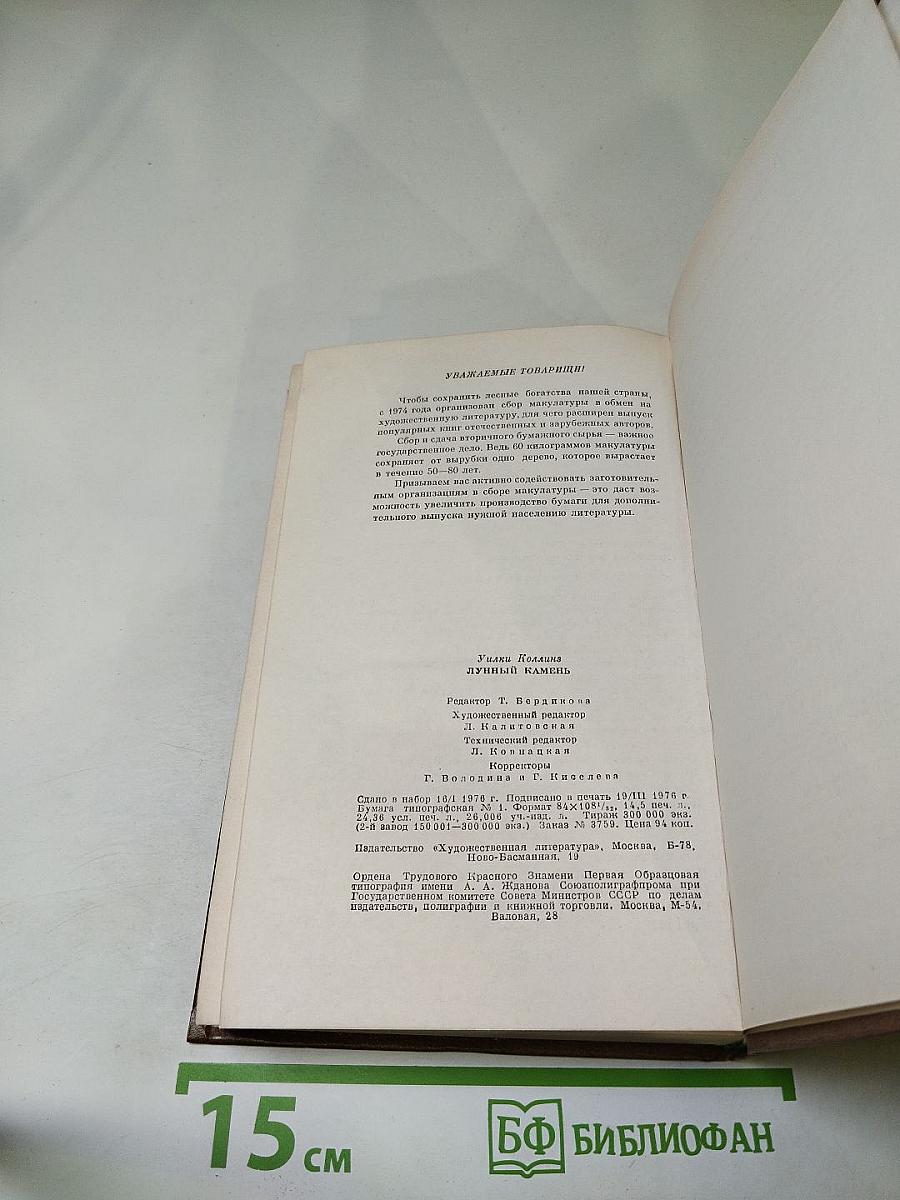 УВАЖАЕМЫЕ ТОВАРИЩИ!
Чтобы сохранить лесные богатства нашей страны,
с 1974 года организован сбор макулатуры в обмен на
художественную литературу, для чего расширен выпуск
популярных книг отечественных и зарубежных авторов.
Сбор и сдача вторичного бумажного сырья — важное
государственное дело. Ведь 60 килограммов макулатуры
сохраняет от вырубки одно дерево, которое вырастает
в течение 50—80 лет.
Призываем вас активно содействовать заготовитель-
ным организациям в сборе макулатуры — это даст воз-
можность увеличить производство бумаги для дополни-
тельного выпуска нужной населению литературы.
Уилки Коллинз
ЛУННЫЙ КАМЕНЬ
Редактор Т. Бердикова
Художественный редактор
Л. Калитовская
Технический редактор
Л. Ковнацкая
Корректоры
Г. Володина и Г. Киселева
Сдано в набор 16/I 1976 г. Подписано в печать 19/III 1976 г.
Бумага типографская № 1. Формат 84×108¹/₃₂, 14,5 печ. л.,
24,36 усл. печ. л., 26,006 уч.-изд. л. Тираж 300 000 экз.
(2-й завод 150 001—300 000 экз.) Заказ № 3759. Цена 94 коп.
Издательство «Художественная литература», Москва, Б-78,
Ново-Басманная, 19
Ордена Трудового Красного Знамени Первая Образцовая
типография имени А. А. Жданова Союзполиграфпрома при
Государственном комитете Совета Министров СССР по делам
издательств, полиграфии и книжной торговли. Москва, М-54,
Валовая, 28
15 см
БФ БИБЛИОФАН